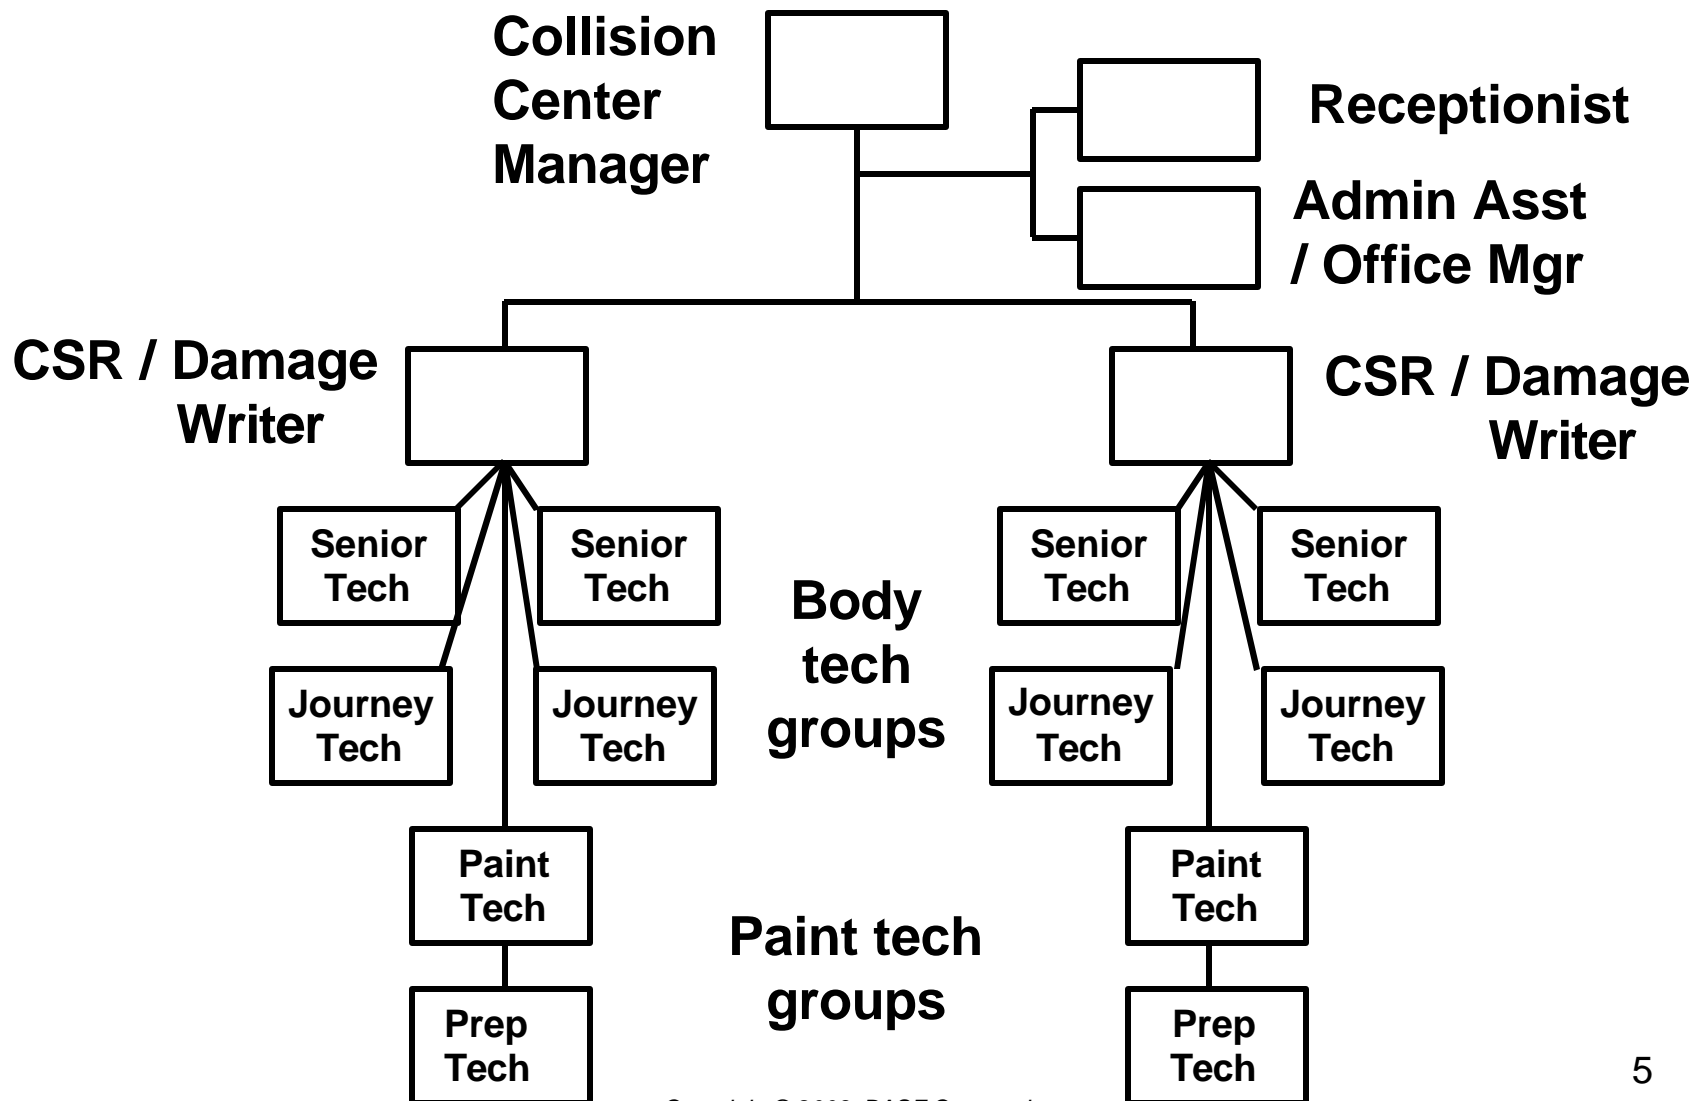 Collision
Center
Manager
Receptionist
Admin Asst
/ Office Mgr
CSR / Damage
Writer
CSR / Damage
Writer
Senior
Tech
Senior
Tech
Senior
Tech
Senior
Tech
Body
tech
groups
Journey
Tech
Journey
Tech
Journey
Tech
Journey
Tech
Paint
Tech
Paint
Tech
Paint tech
groups
Prep
Tech
Prep
Tech
5